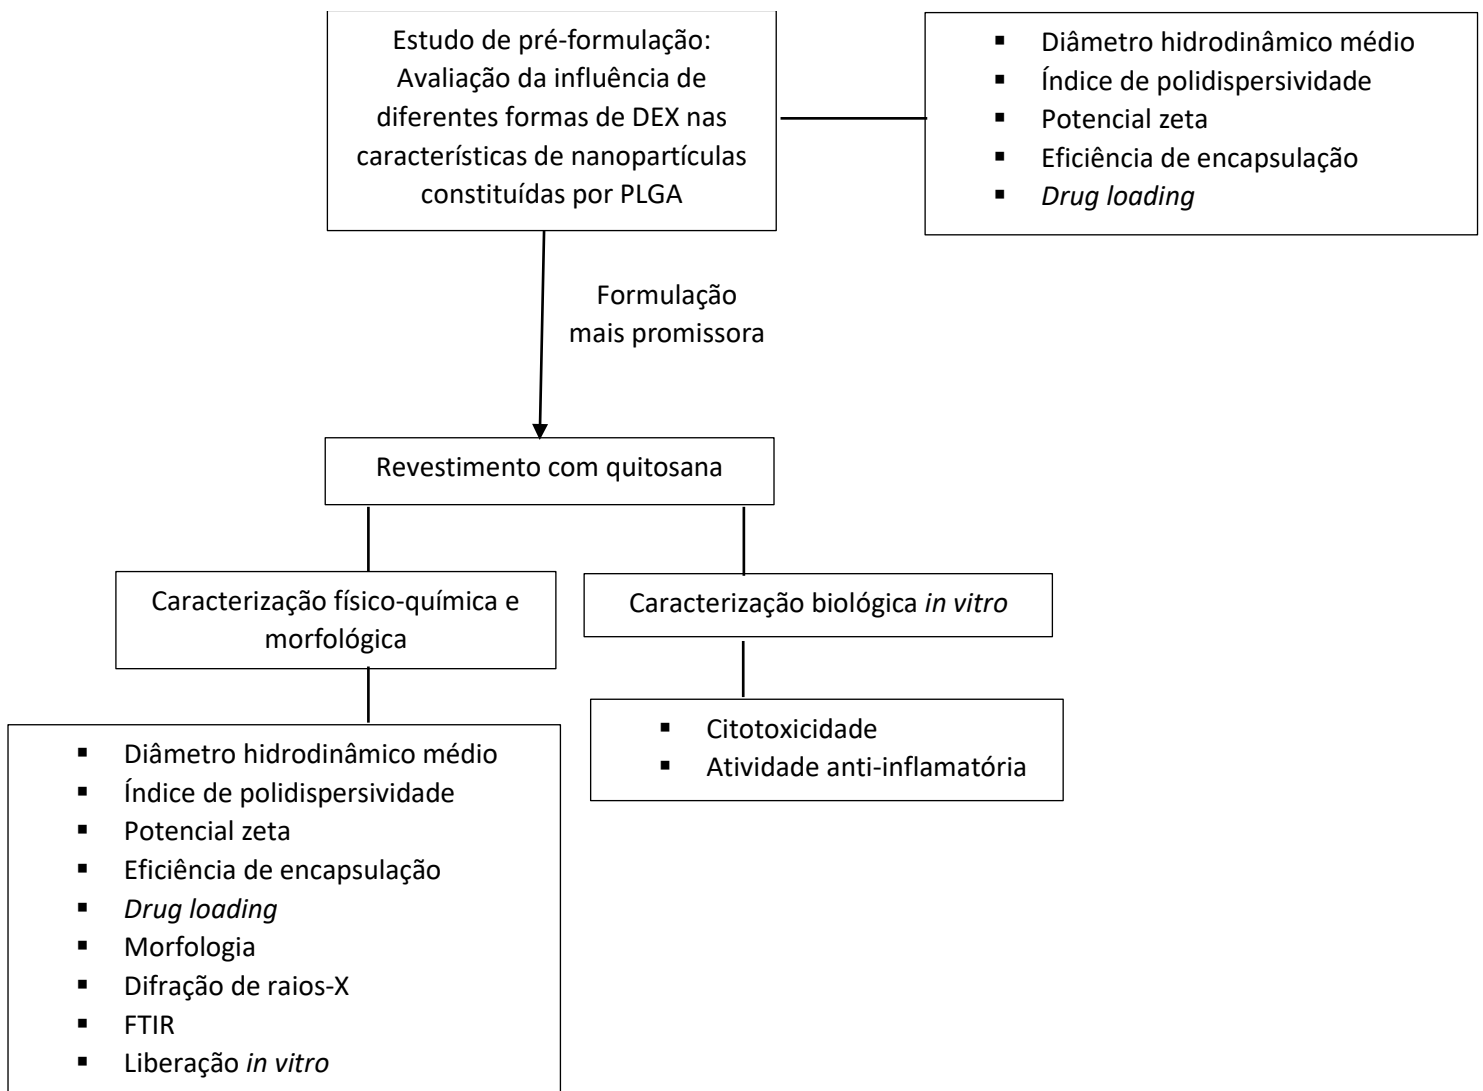 Estudo de pré-formulação:
Avaliação da influência de
diferentes formas de DEX nas
características de nanopartículas
constituídas por PLGA
▪ Diâmetro hidrodinâmico médio
▪ Índice de polidispersividade
▪ Potencial zeta
▪ Eficiência de encapsulação
▪ Drug loading
Formulação
mais promissora
Revestimento com quitosana
Caracterização físico-química e
morfológica
Caracterização biológica in vitro
▪ Diâmetro hidrodinâmico médio
▪ Índice de polidispersividade
▪ Potencial zeta
▪ Eficiência de encapsulação
▪ Drug loading
▪ Morfologia
▪ Difração de raios-X
▪ FTIR
▪ Liberação in vitro
▪ Citotoxicidade
▪ Atividade anti-inflamatória